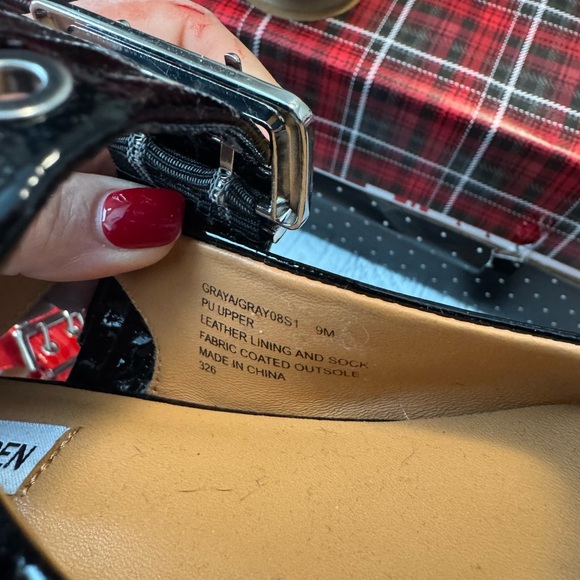 GRAYA/GRAY08S1 9M
PU UPPER
LEATHER LINING AND SOCK
FABRIC COATED OUTSOLE
MADE IN CHINA
326
DEN